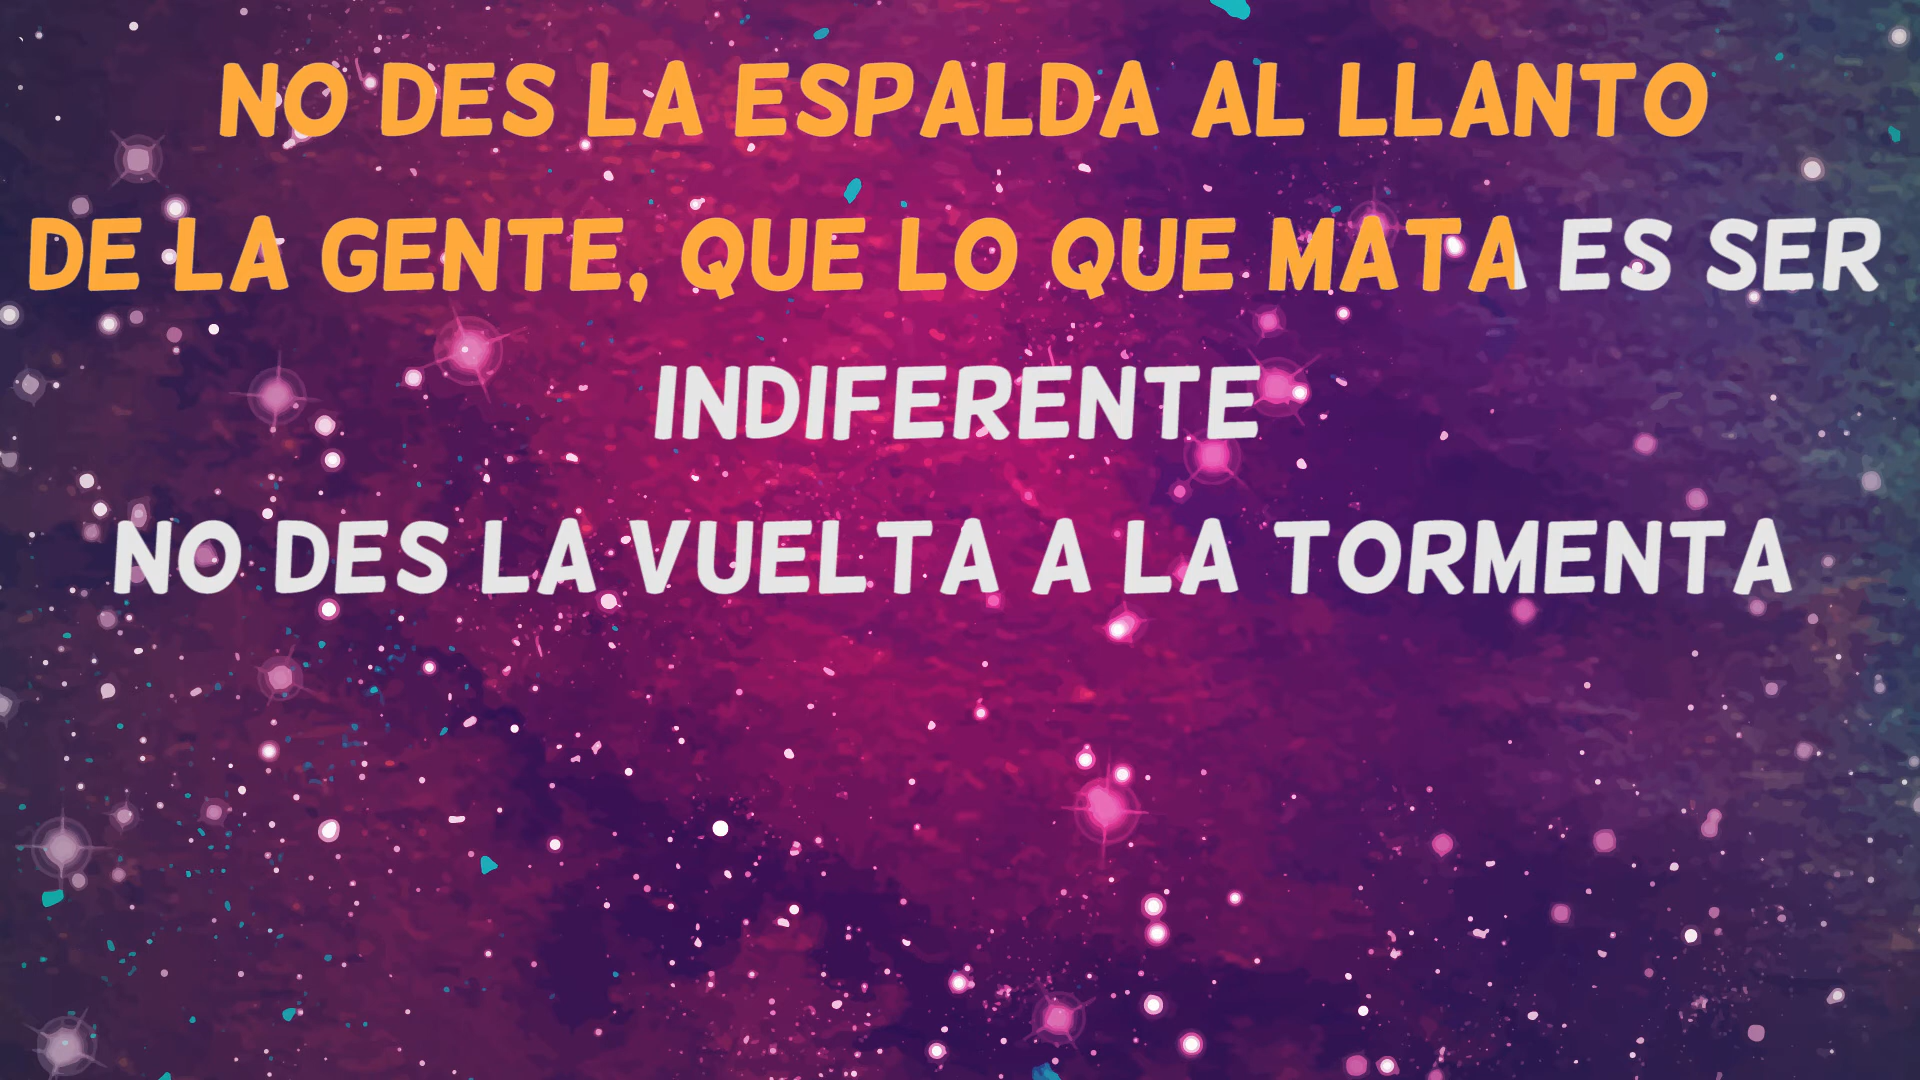 NO DES LA ESPALDA AL LLANTO
DE LA GENTE, QUE LO QUE MATA ES SER
INDIFERENTE
NO DES LA VUELTA A LA TORMENTA